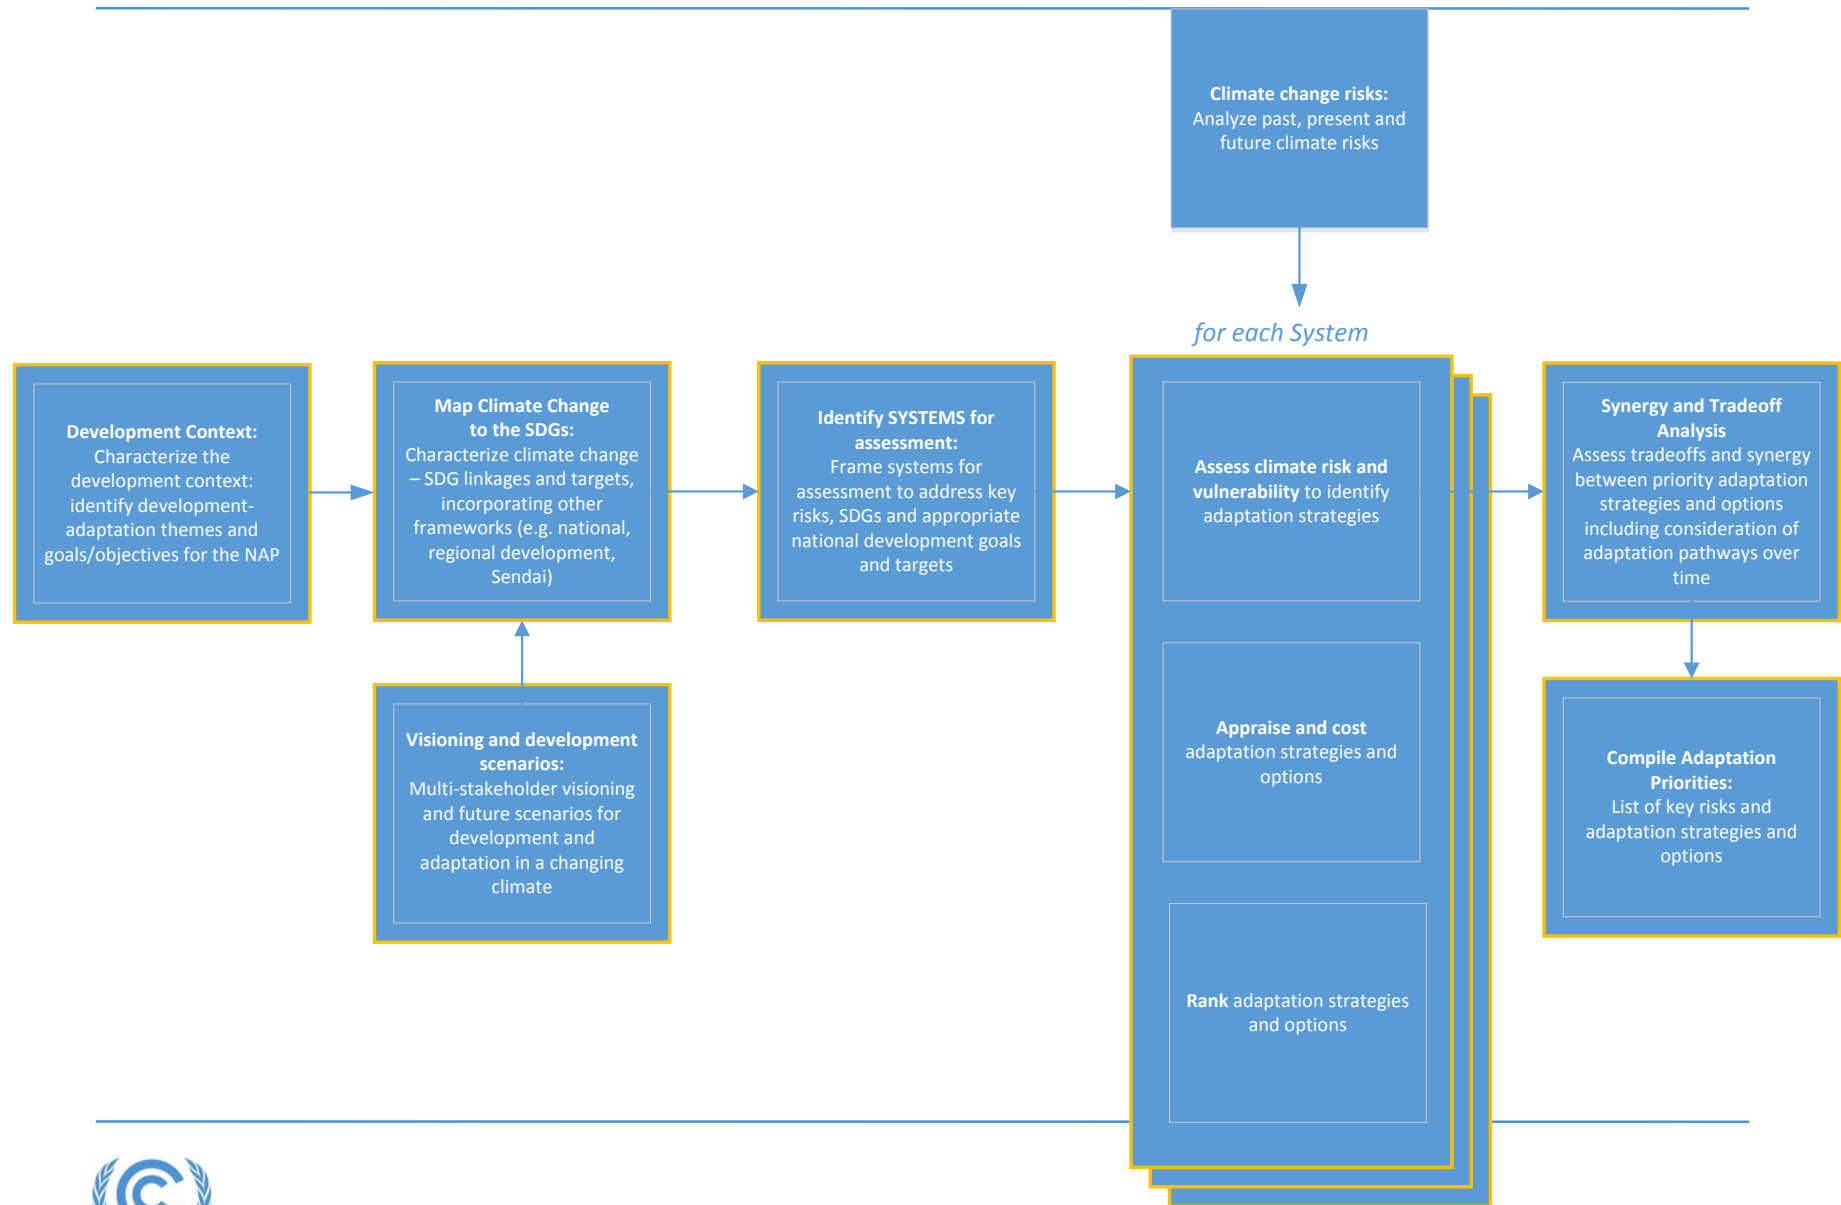 Climate change risks:
Analyze past, present and
future climate risks
for each System
Development Context:
Characterize the
development context:
identify development-
adaptation themes and
goals/objectives for the NAP
Map Climate Change
to the SDGs:
Characterize climate change
– SDG linkages and targets,
incorporating other
frameworks (e.g. national,
regional development,
Sendai)
Identify SYSTEMS for
assessment:
Frame systems for
assessment to address key
risks, SDGs and appropriate
national development goals
and targets
Assess climate risk and
vulnerability to identify
adaptation strategies
Synergy and Tradeoff
Analysis
Assess tradeoffs and synergy
between priority adaptation
strategies and options
including consideration of
adaptation pathways over
time
Visioning and development
scenarios:
Multi-stakeholder visioning
and future scenarios for
development and
adaptation in a changing
climate
Appraise and cost
adaptation strategies and
options
Compile Adaptation
Priorities:
List of key risks and
adaptation strategies and
options
Rank adaptation strategies
and options